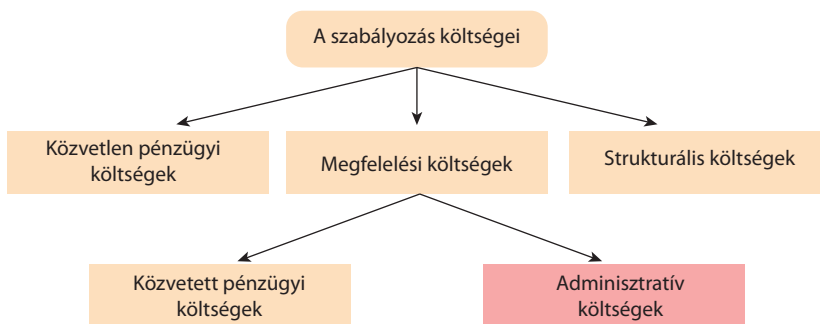 A szabályozás költségei
Közvetlen pénzügyi
költségek
Megfelelési költségek
Strukturális költségek
Közvetett pénzügyi
költségek
Adminisztratív
költségek